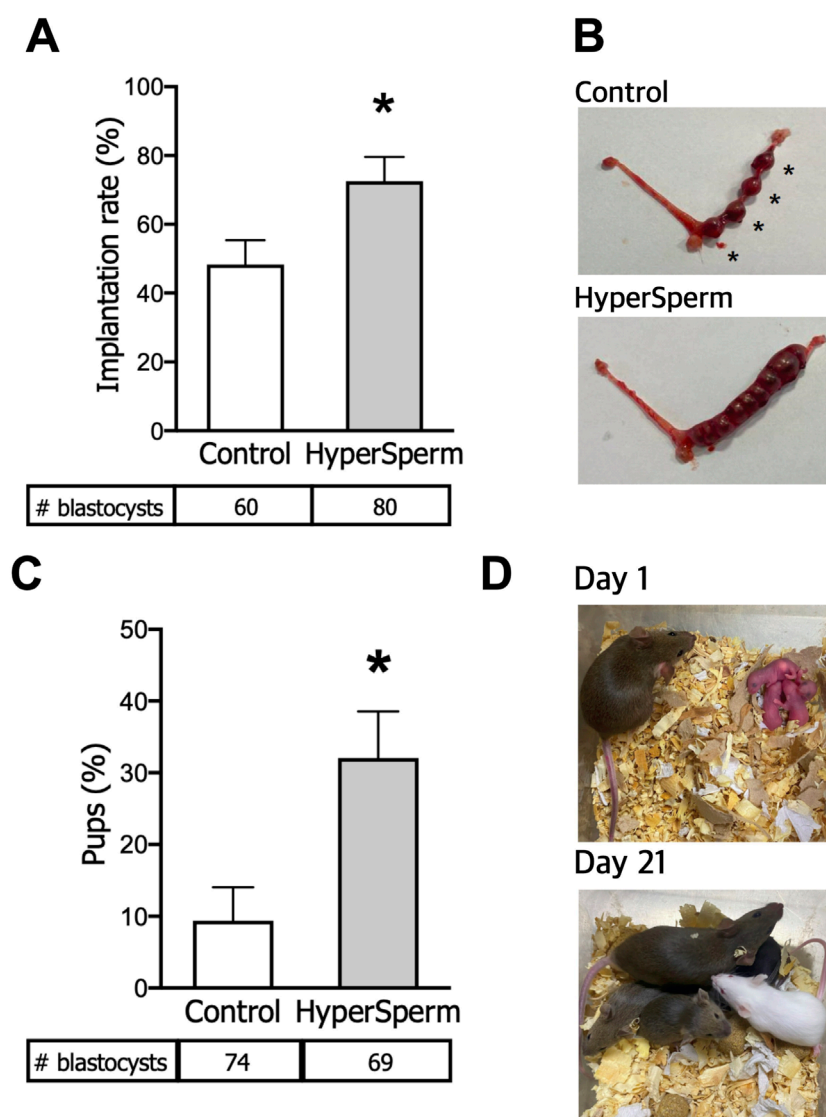 A
Implantation rate (%)
100
80
60
40
20
0
*
Control HyperSperm
# blastocysts 60 80
B
Control
*
*
*
*
HyperSperm
C
Pups (%)
50
40
30
20
10
0
*
Control HyperSperm
# blastocysts 74 69
D
Day 1
Day 21